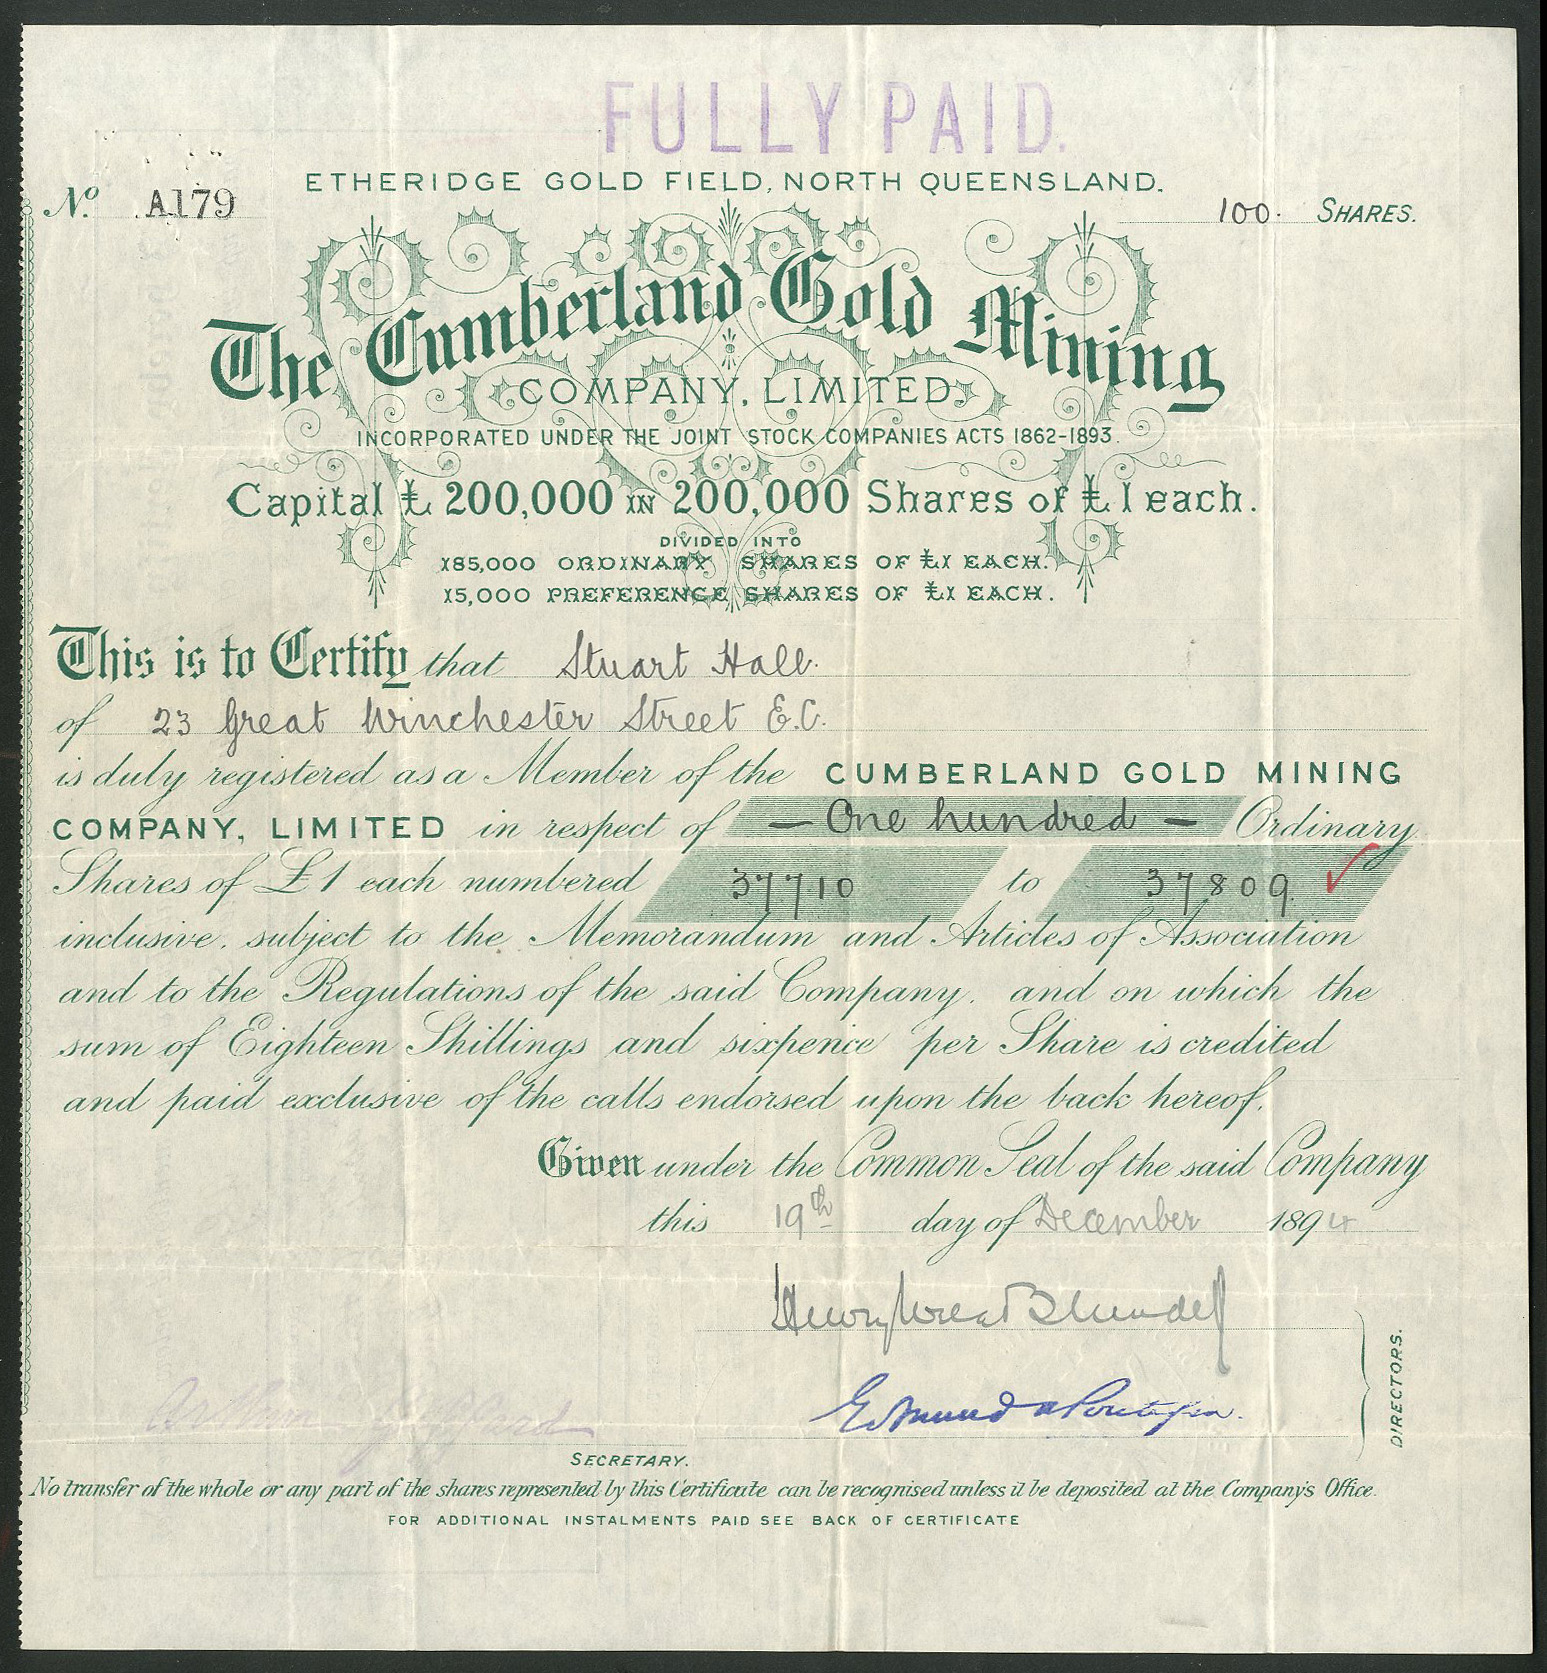 FULLY PAID.
ETHERIDGE GOLD FIELD, NORTH QUEENSLAND.
No. A179
100. SHARES.
The Cumberland Gold Mining
COMPANY, LIMITED,
INCORPORATED UNDER THE JOINT STOCK COMPANIES ACTS 1862-1893.
Capital £ 200,000 IN 200,000 Shares of £1 each.
DIVIDED INTO
185,000 ORDINARY SHARES OF £1 EACH.
15,000 PREFERENCE SHARES OF £1 EACH.
This is to Certify that Stuart Hall.
of 23 Great Winchester Street E.C.
is duly registered as a Member of the CUMBERLAND GOLD MINING
COMPANY, LIMITED in respect of — One hundred — Ordinary
Shares of £1 each numbered 37710 to 37809 ✓
inclusive, subject to the Memorandum and Articles of Association
and to the Regulations of the said Company, and on which the
sum of Eighteen Shillings and sixpence per Share is credited
and paid exclusive of the calls endorsed upon the back hereof.
Given under the Common Seal of the said Company
this 19th day of December 1894
Henry Blundell
Edmund
DIRECTORS.
SECRETARY.
No transfer of the whole or any part of the shares represented by this Certificate can be recognised unless it be deposited at the Company's Office.
FOR ADDITIONAL INSTALMENTS PAID SEE BACK OF CERTIFICATE